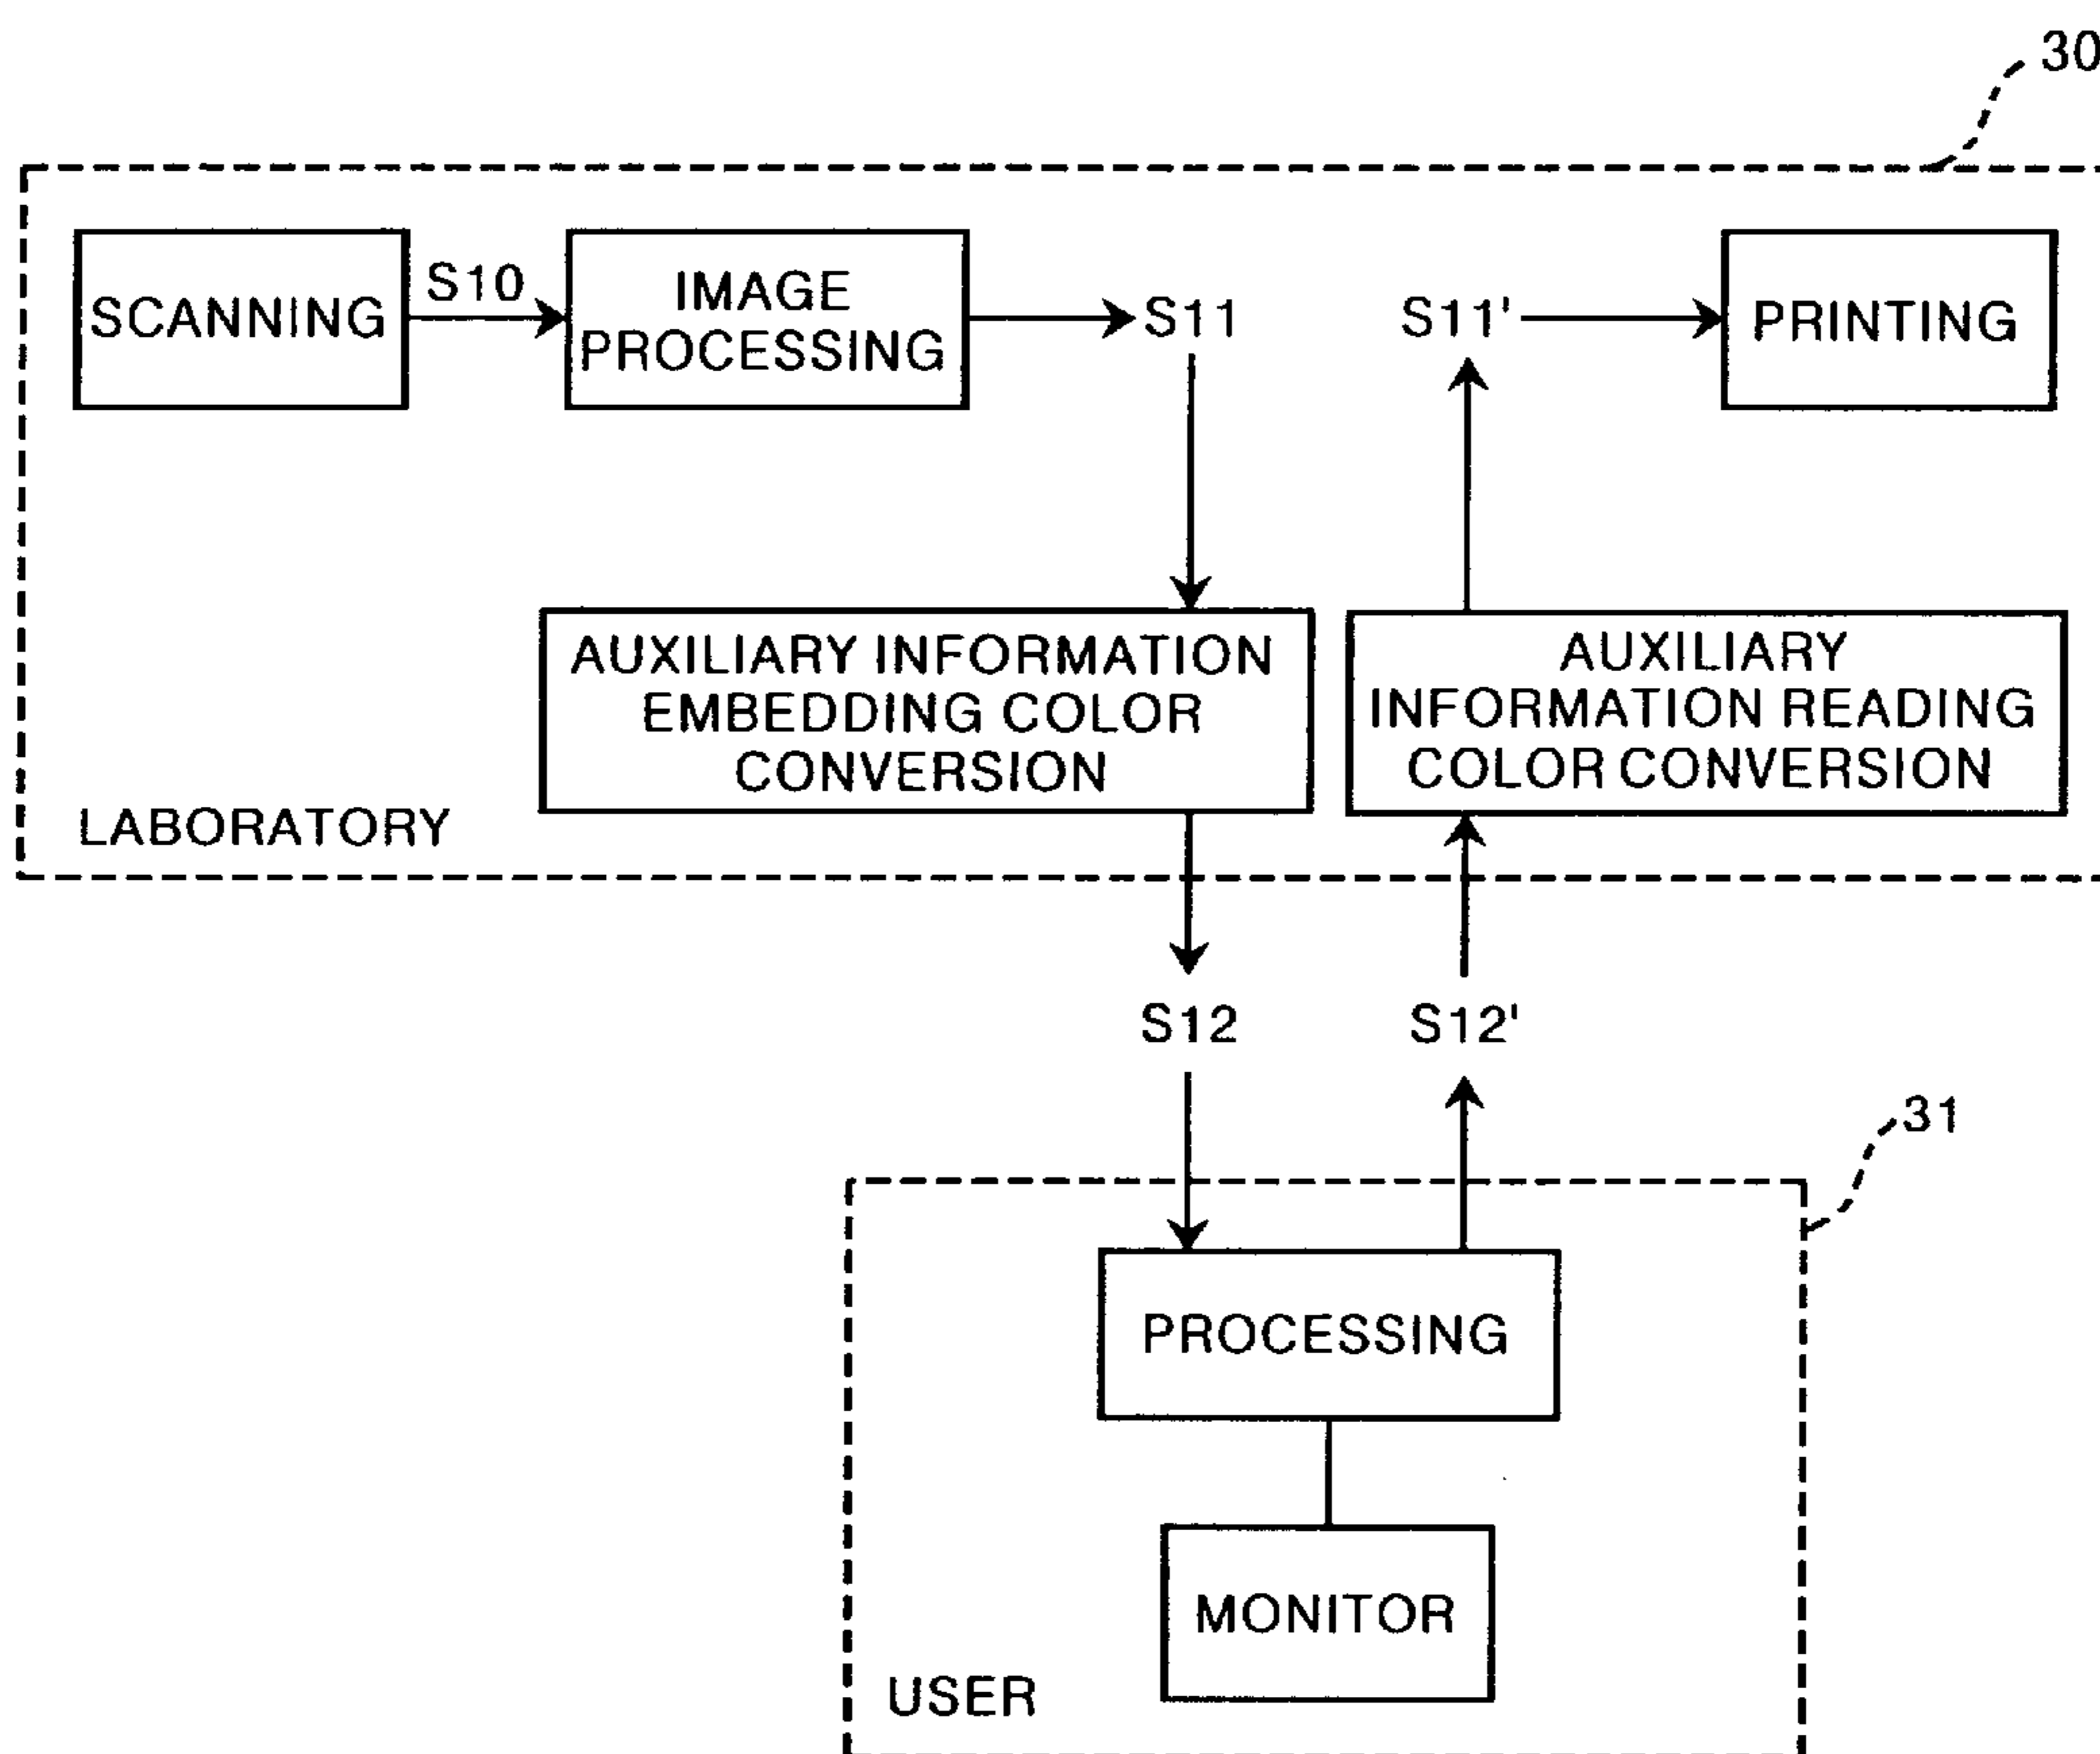 30
SCANNING
S10
IMAGE
PROCESSING
S11
S11'
PRINTING
AUXILIARY INFORMATION
EMBEDDING COLOR
CONVERSION
AUXILIARY
INFORMATION READING
COLOR CONVERSION
LABORATORY
S12
S12'
31
PROCESSING
MONITOR
USER